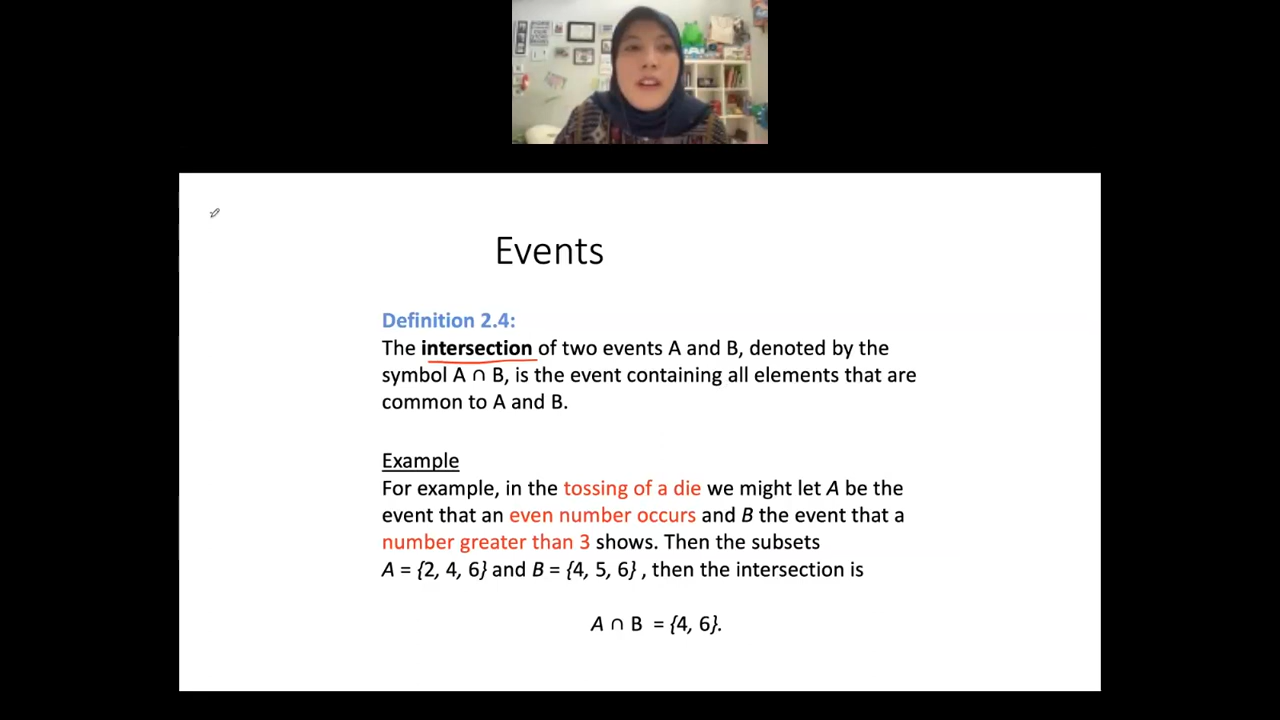 Events
Definition 2.4:
The intersection of two events A and B, denoted by the
symbol A ∩ B, is the event containing all elements that are
common to A and B.
Example
For example, in the tossing of a die we might let A be the
event that an even number occurs and B the event that a
number greater than 3 shows. Then the subsets
A = {2, 4, 6} and B = {4, 5, 6} , then the intersection is
A ∩ B = {4, 6}.